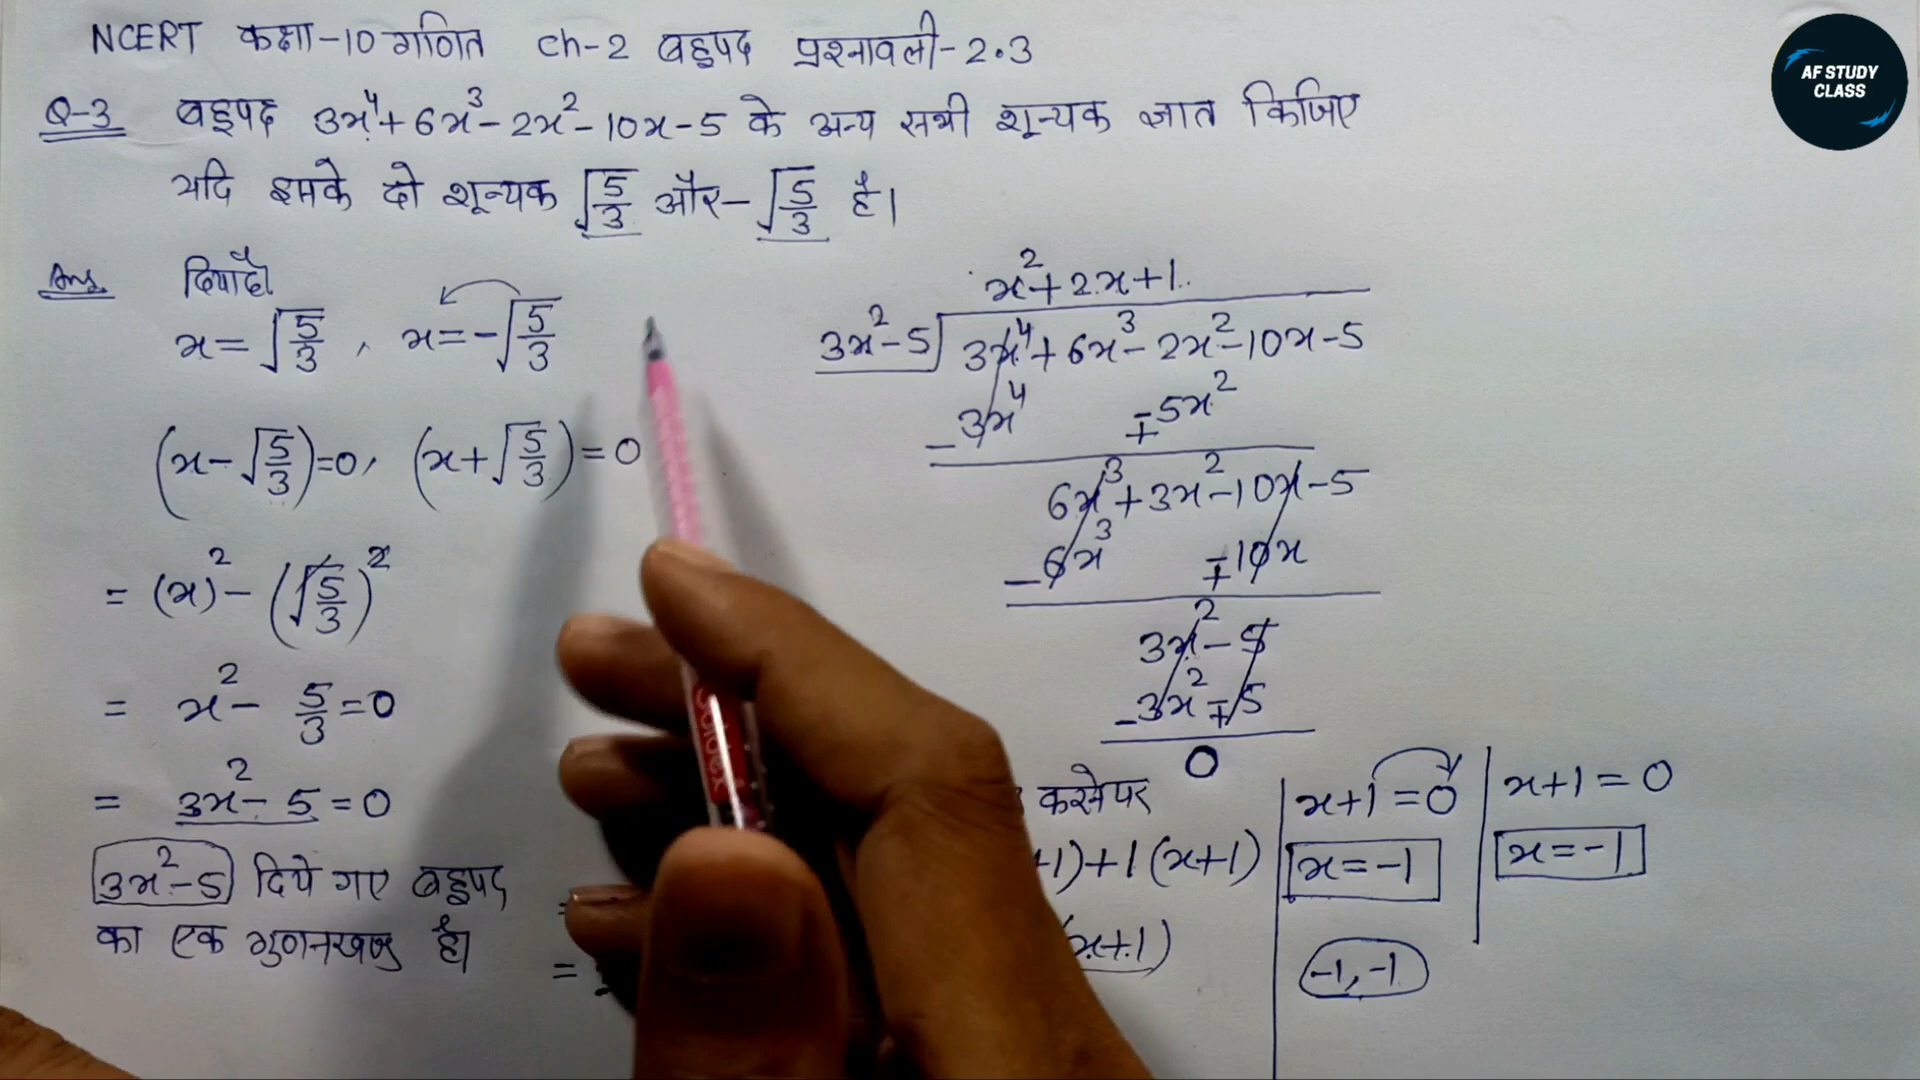 NCERT कक्षा-10 गणित ch-2 बहुपद प्रश्नावली-2.3
AF STUDY CLASS
Q-3 बहुपद 3x⁴+6x³-2x²-10x-5 के अन्य सभी शून्यक ज्ञात किजिए
यदि इसके दो शून्यक √5/3 और -√5/3 है।
Ans दिया है
x=√5/3 , x=-√5/3
(x-√5/3)=0, (x+√5/3)=0
= (x)²-(√5/3)²
= x²-5/3=0
= 3x²-5=0
3x²-5 दिये गए बहुपद
का एक गुणनखण्ड है।
x²+2x+1
3x²-5)3x⁴+6x³-2x²-10x-5
-3x⁴ ∓5x²
6x³+3x²-10x-5
-6x³ ∓10x
3x²-5
-3x²∓5
0
करनेपर
+1)+1(x+1)
=
(x+1)
x+1=0
x=-1
-1,-1
x+1=0
x=-1